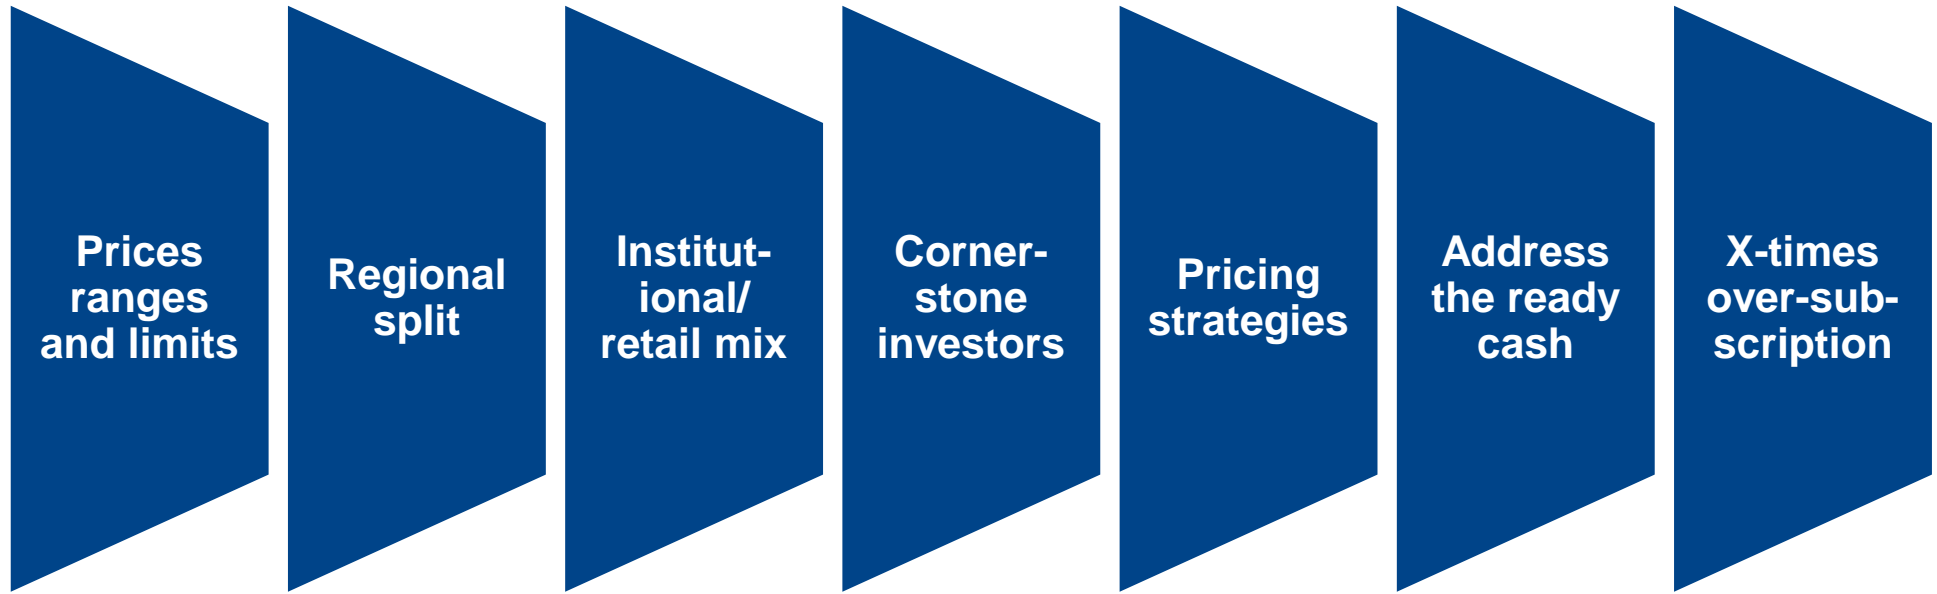 Prices
ranges
and limits
Regional
split
Institut-
ional/
retail mix
Corner-
stone
investors
Pricing
strategies
Address
the ready
cash
X-times
over-sub-
scription